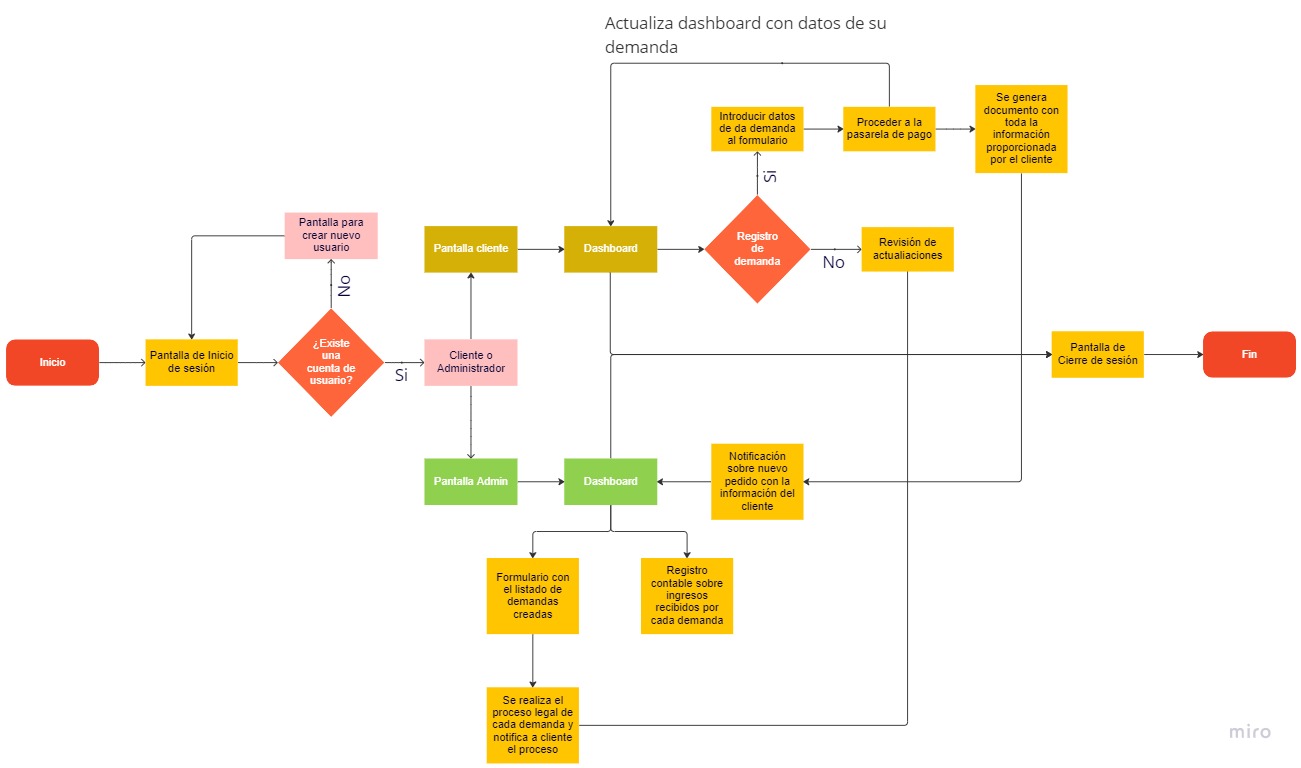 Actualiza dashboard con datos de su
demanda
Se genera
documento con
toda la
información
proporcionada
por el cliente
Introducir datos
de da demanda
al formulario
Proceder a la
pasarela de pago
Si
Pantalla para
crear nuevo
usuario
Pantalla cliente
Dashboard
Registro
de
demanda
No
Revisión de
actualiaciones
No
Inicio
Pantalla de Inicio
de sesión
¿Existe
una
cuenta de
usuario?
Si
Cliente o
Administrador
Pantalla de
Cierre de sesión
Fin
Pantalla Admin
Dashboard
Notificación
sobre nuevo
pedido con la
información del
cliente
Formulario con
el listado de
demandas
creadas
Registro
contable sobre
ingresos
recibidos por
cada demanda
Se realiza el
proceso legal de
cada demanda y
notifica a cliente
el proceso
miro